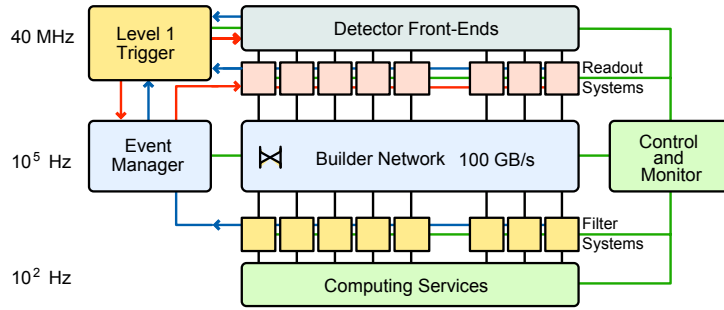 40 MHz
Level 1
Trigger
Detector Front-Ends
Readout
Systems
10⁵ Hz
Event
Manager
Builder Network 100 GB/s
Control
and
Monitor
Filter
Systems
10² Hz
Computing Services